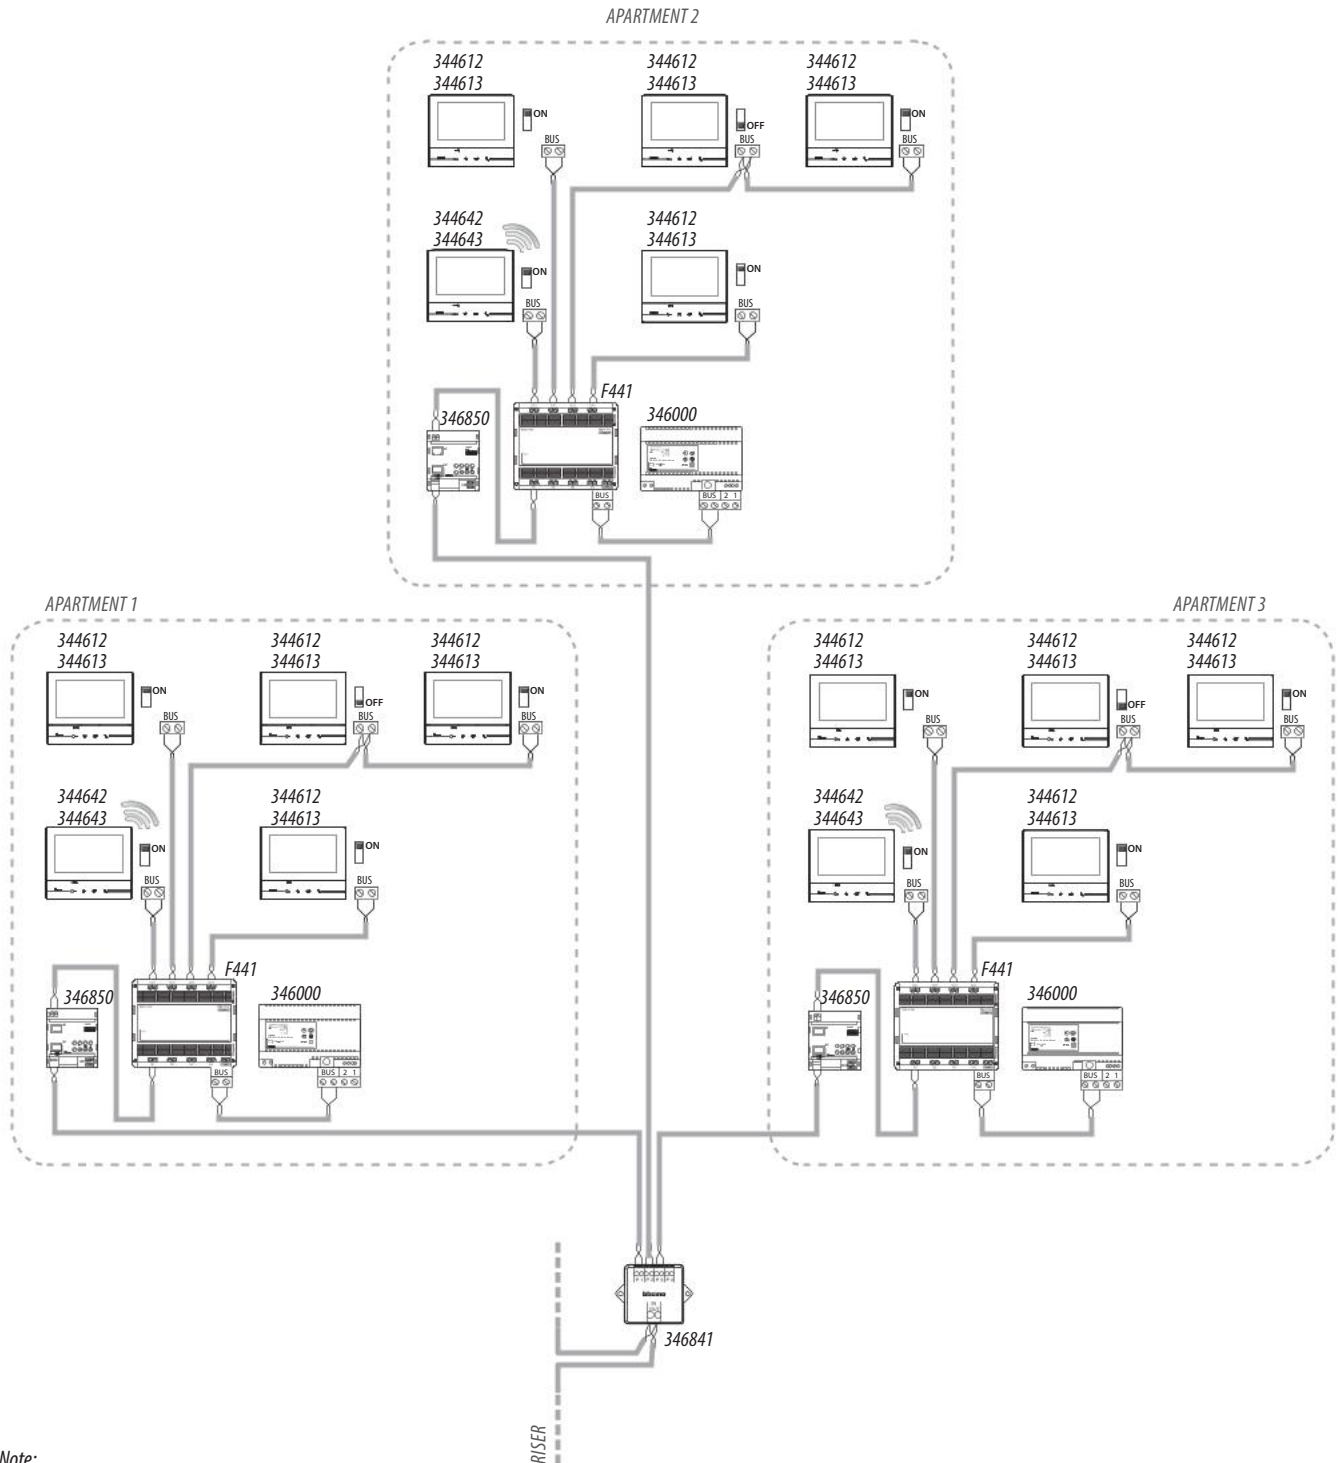 APARTMENT 2
344612 344612 344612
344613 344613 344613
ON OFF ON
BUS BUS BUS
344642 344612
344643 344613
ON ON
BUS BUS
F441
346850 346000
BUS BUS 2 1
APARTMENT 1 APARTMENT 3
344612 344612 344612 344612 344612 344612
344613 344613 344613 344613 344613 344613
ON OFF ON ON OFF ON
BUS BUS BUS BUS BUS BUS
344642 344612 344642 344612
344643 344613 344643 344613
ON ON ON ON
BUS BUS BUS BUS
F441 F441
346850 346000 346850 346000
BUS BUS 2 1 BUS BUS 2 1
346841
RISER
Note: